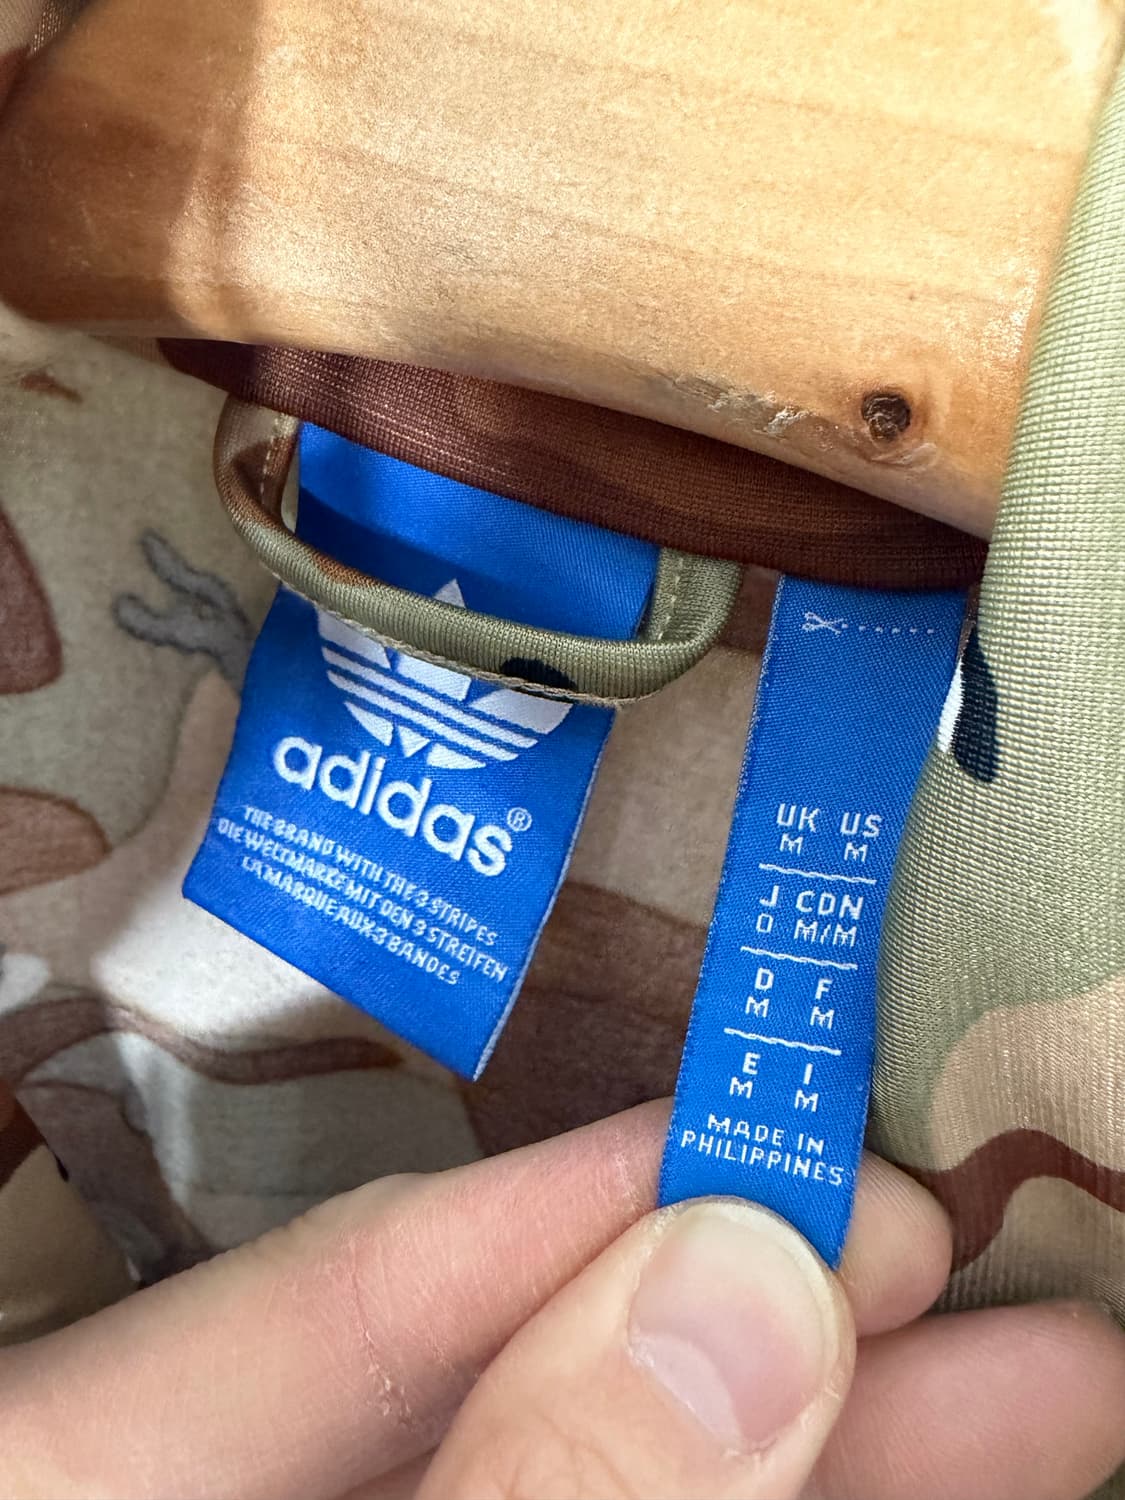 adidas®
THE BRAND WITH THE 3 STRIPES
DIE WELTMARKE MIT DEN 3 STREIFEN
LA MARQUE AUX 3 BANDES
UK US
M M
J CDN
O M/M
D F
M M
E I
M M
MADE IN
PHILIPPINES